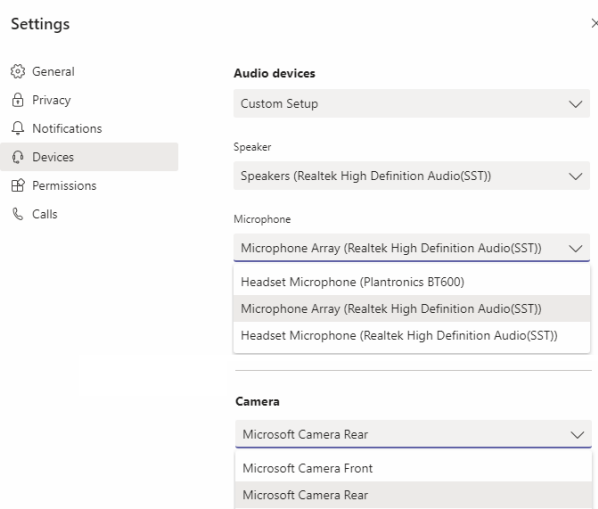 Settings
General
Privacy
Notifications
Devices
Permissions
Calls
Audio devices
Custom Setup
Speaker
Speakers (Realtek High Definition Audio(SST))
Microphone
Microphone Array (Realtek High Definition Audio(SST))
Headset Microphone (Plantronics BT600)
Microphone Array (Realtek High Definition Audio(SST))
Headset Microphone (Realtek High Definition Audio(SST))
Camera
Microsoft Camera Rear
Microsoft Camera Front
Microsoft Camera Rear